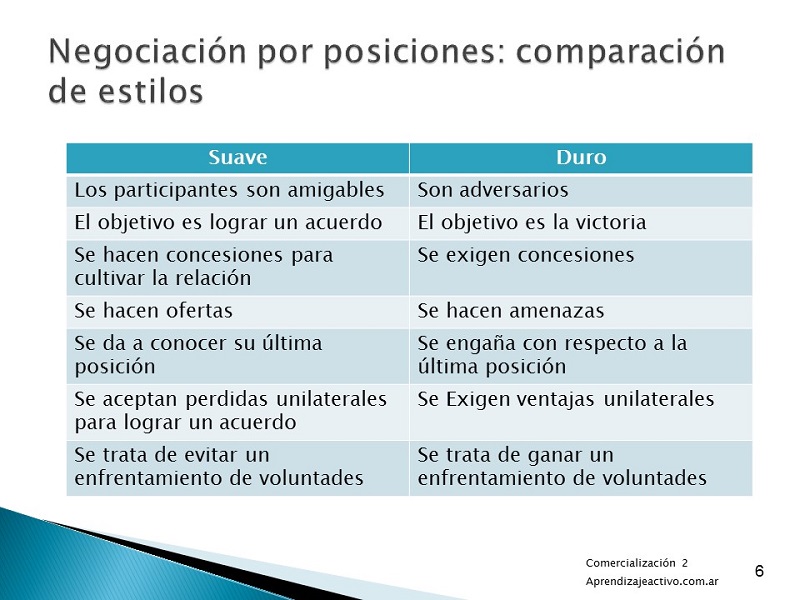 Negociación por posiciones: comparación
de estilos
Suave
Duro
Los participantes son amigables
Son adversarios
El objetivo es lograr un acuerdo
El objetivo es la victoria
Se hacen concesiones para
cultivar la relación
Se exigen concesiones
Se hacen ofertas
Se hacen amenazas
Se da a conocer su última
posición
Se engaña con respecto a la
última posición
Se aceptan perdidas unilaterales
para lograr un acuerdo
Se Exigen ventajas unilaterales
Se trata de evitar un
enfrentamiento de voluntades
Se trata de ganar un
enfrentamiento de voluntades
Comercialización 2
Aprendizajeactivo.com.ar
6